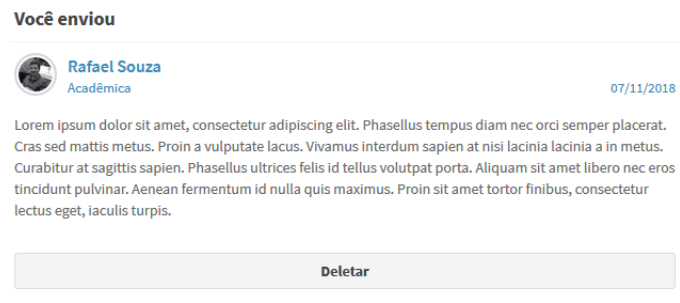 Você enviou
Rafael Souza
Acadêmica
07/11/2018
Lorem ipsum dolor sit amet, consectetur adipiscing elit. Phasellus tempus diam nec orci semper placerat.
Cras sed mattis metus. Proin a vulputate lacus. Vivamus interdum sapien at nisi lacinia lacinia a in metus.
Curabitur at sagittis sapien. Phasellus ultrices felis id tellus volutpat porta. Aliquam sit amet libero nec eros
tincidunt pulvinar. Aenean fermentum id nulla quis maximus. Proin sit amet tortor finibus, consectetur
lectus eget, iaculis turpis.
Deletar